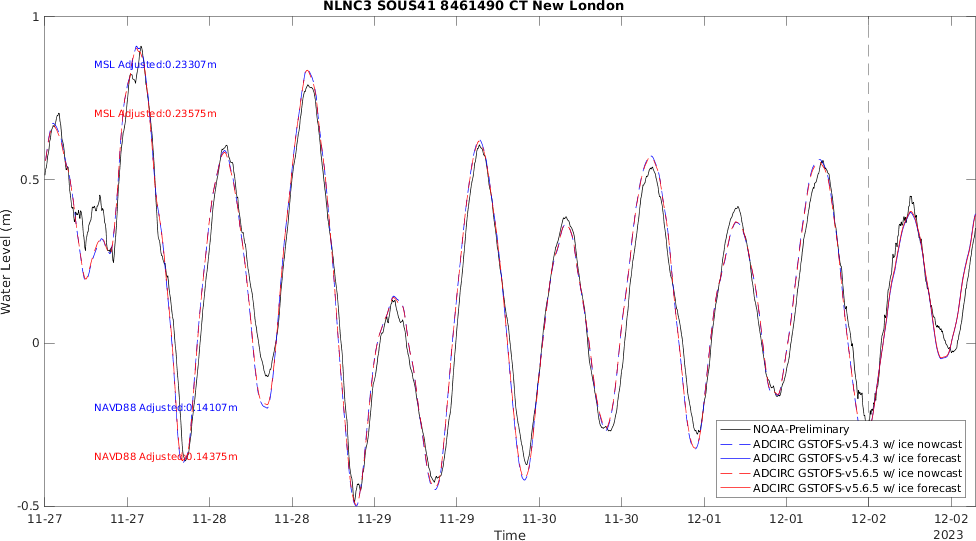 NLNC3 SOUS41 8461490 CT New London
1
0.5
0
-0.5
Water Level (m)
MSL Adjusted:0.23307m
MSL Adjusted:0.23575m
NAVD88 Adjusted:0.14107m
NAVD88 Adjusted:0.14375m
NOAA-Preliminary
ADCIRC GSTOFS-v5.4.3 w/ ice nowcast
ADCIRC GSTOFS-v5.4.3 w/ ice forecast
ADCIRC GSTOFS-v5.6.5 w/ ice nowcast
ADCIRC GSTOFS-v5.6.5 w/ ice forecast
11-27 11-27 11-28 11-28 11-29 11-29 11-30 11-30 12-01 12-01 12-02 12-02
2023
Time